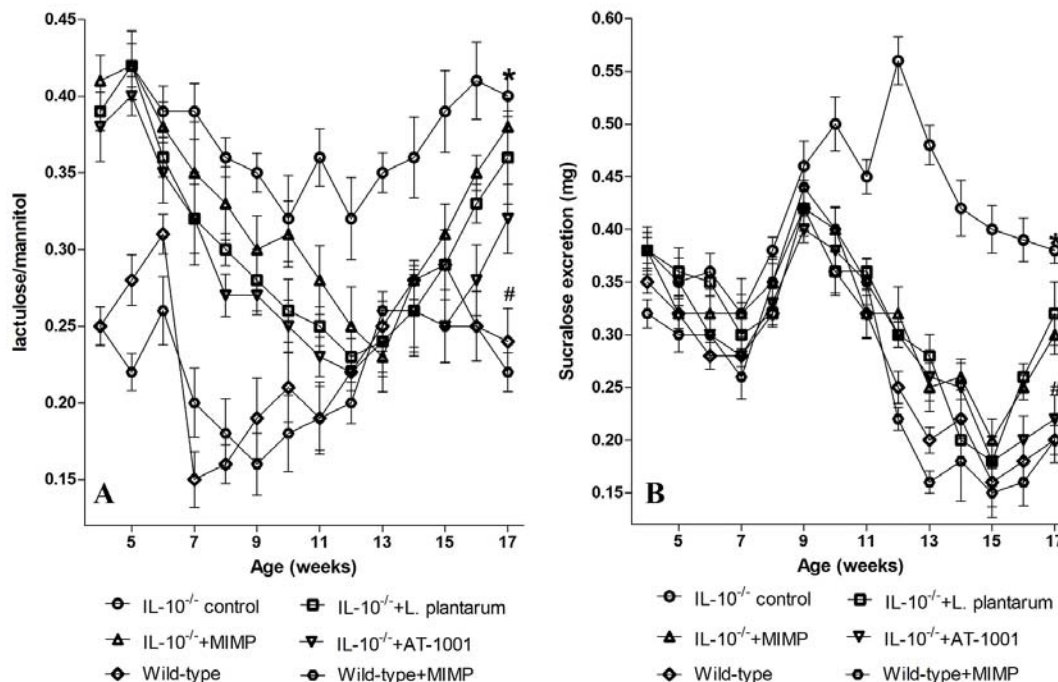 0.45
0.40
0.35
0.30
0.25
0.20
0.15
lactulose/mannitol
*
#
A
5 7 9 11 13 15 17
Age (weeks)
IL-10-/- control
IL-10-/-+L. plantarum
IL-10-/-+MIMP
IL-10-/-+AT-1001
Wild-type
Wild-type+MIMP
0.60
0.55
0.50
0.45
0.40
0.35
0.30
0.25
0.20
0.15
Sucralose excretion (mg)
*
#
B
5 7 9 11 13 15 17
Age (weeks)
IL-10-/- control
IL-10-/-+L. plantarum
IL-10-/-+MIMP
IL-10-/-+AT-1001
Wild-type
Wild-type+MIMP